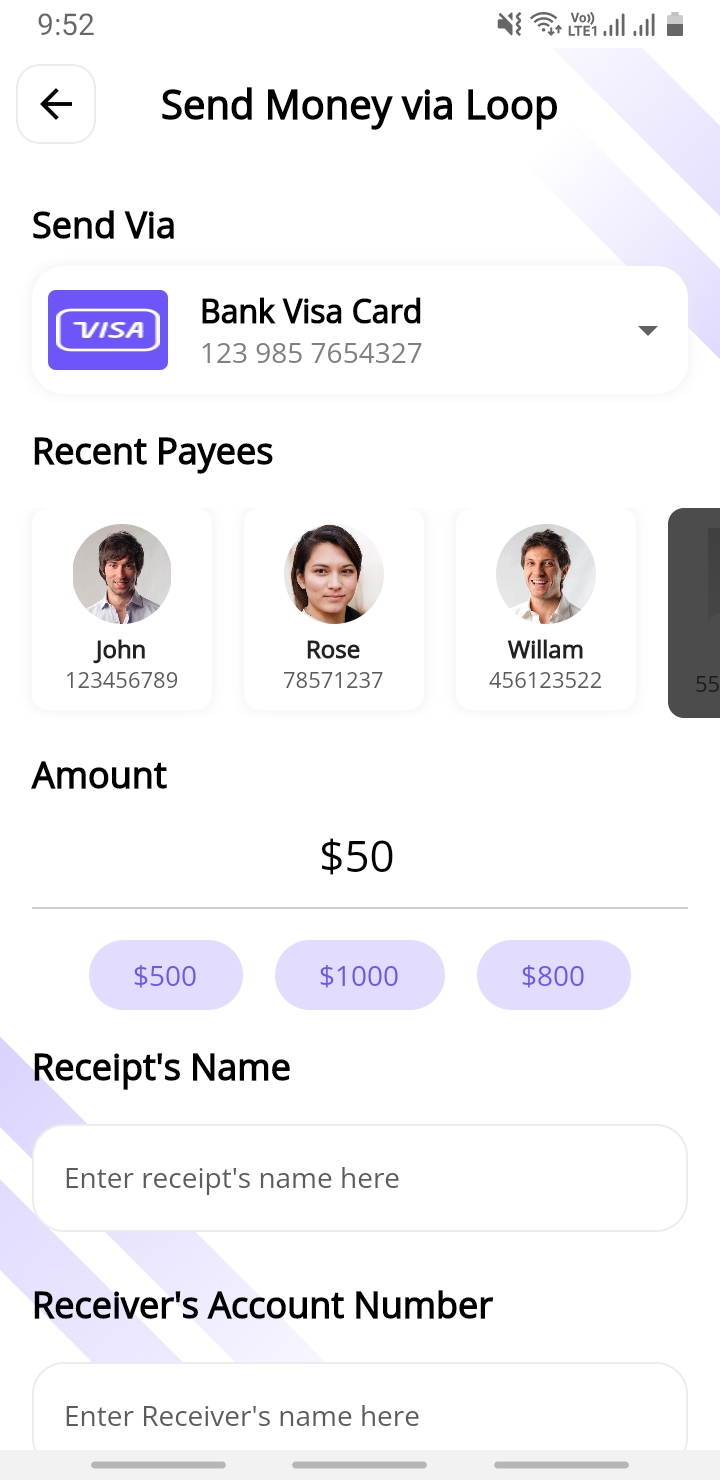 9:52
Vo))
LTE1
Send Money via Loop
Send Via
VISA
Bank Visa Card
123 985 7654327
Recent Payees
John
123456789
Rose
78571237
Willam
456123522
55
Amount
$50
$500
$1000
$800
Receipt's Name
Enter receipt's name here
Receiver's Account Number
Enter Receiver's name here